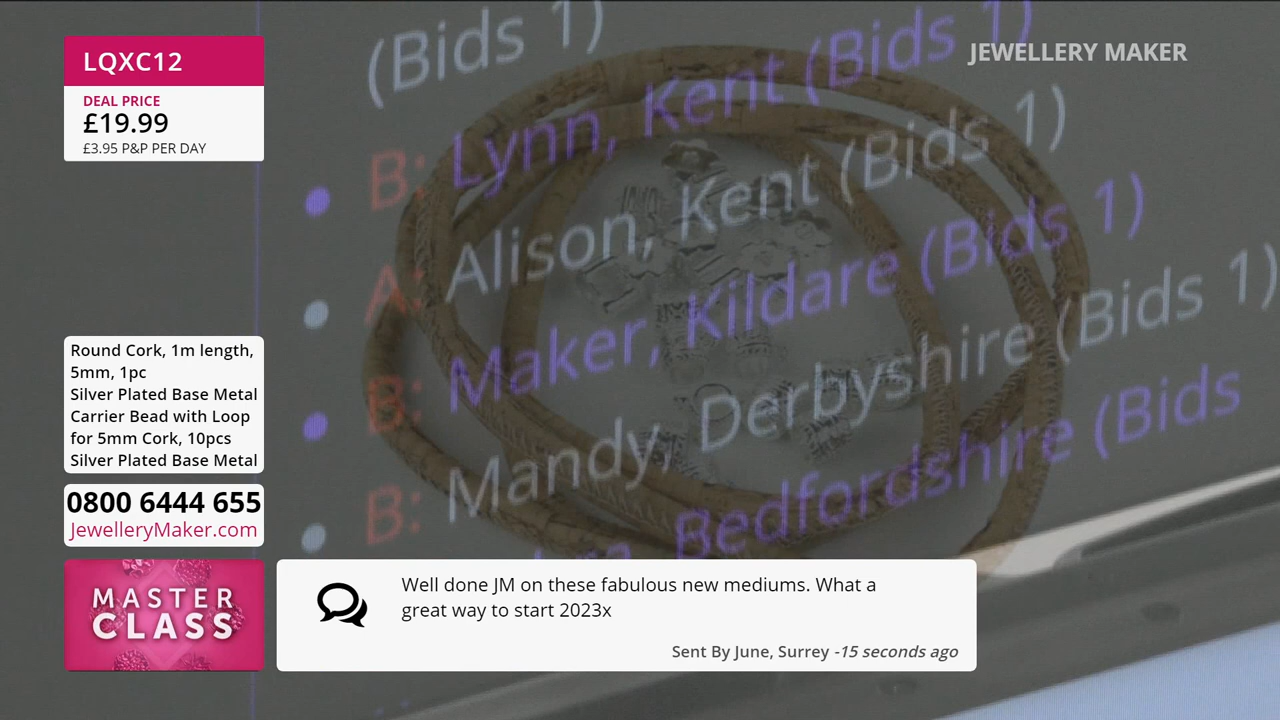 LQXC12
DEAL PRICE
£19.99
£3.95 P&P PER DAY
JEWELLERY MAKER
(Bids 1)
B: Lynn, Kent (Bids 1)
A: Alison, Kent (Bids 1)
B: Maker, Kildare (Bids 1)
B: Mandy, Derbyshire (Bids 1)
Bedfordshire (Bids
Round Cork, 1m length,
5mm, 1pc
Silver Plated Base Metal
Carrier Bead with Loop
for 5mm Cork, 10pcs
Silver Plated Base Metal
0800 6444 655
JewelleryMaker.com
MASTER
CLASS
Well done JM on these fabulous new mediums. What a
great way to start 2023x
Sent By June, Surrey -15 seconds ago